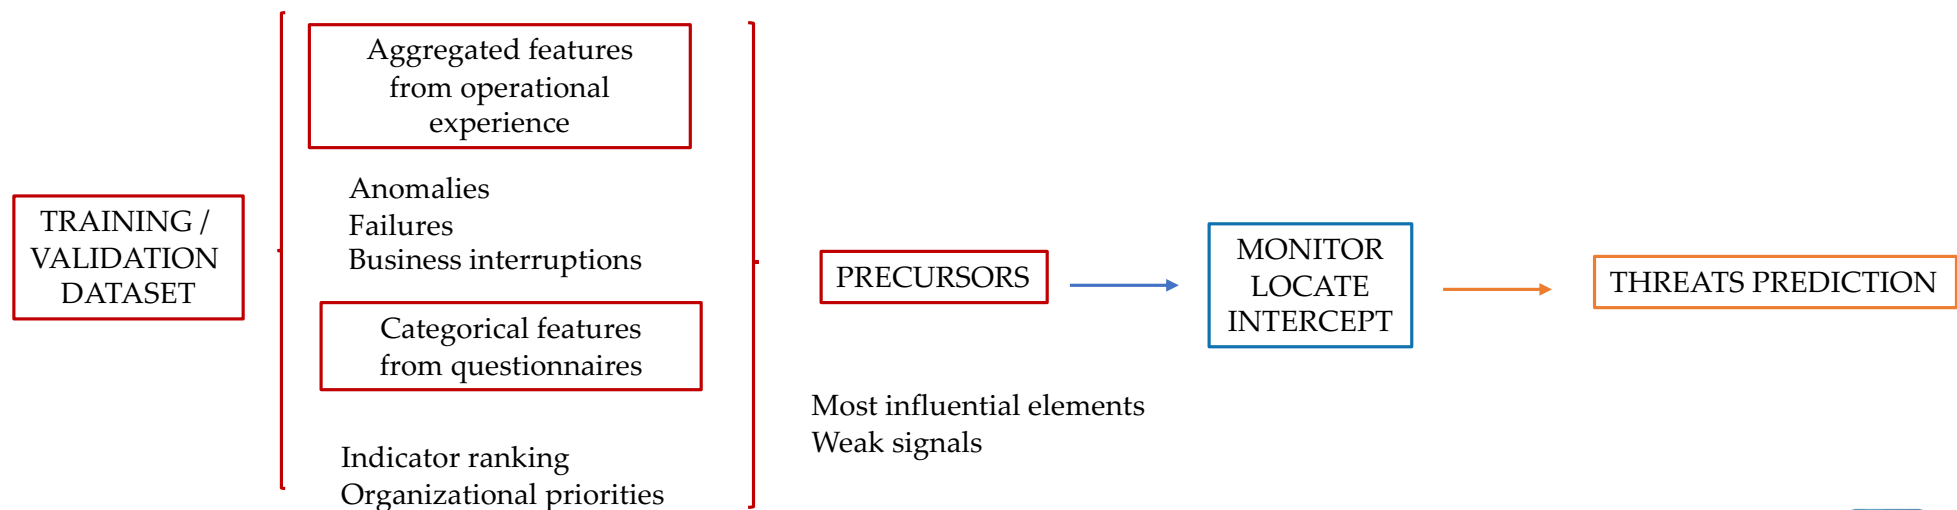 TRAINING /
VALIDATION
DATASET
Aggregated features
from operational
experience
Anomalies
Failures
Business interruptions
Categorical features
from questionnaires
Indicator ranking
Organizational priorities
PRECURSORS
Most influential elements
Weak signals
MONITOR
LOCATE
INTERCEPT
THREATS PREDICTION